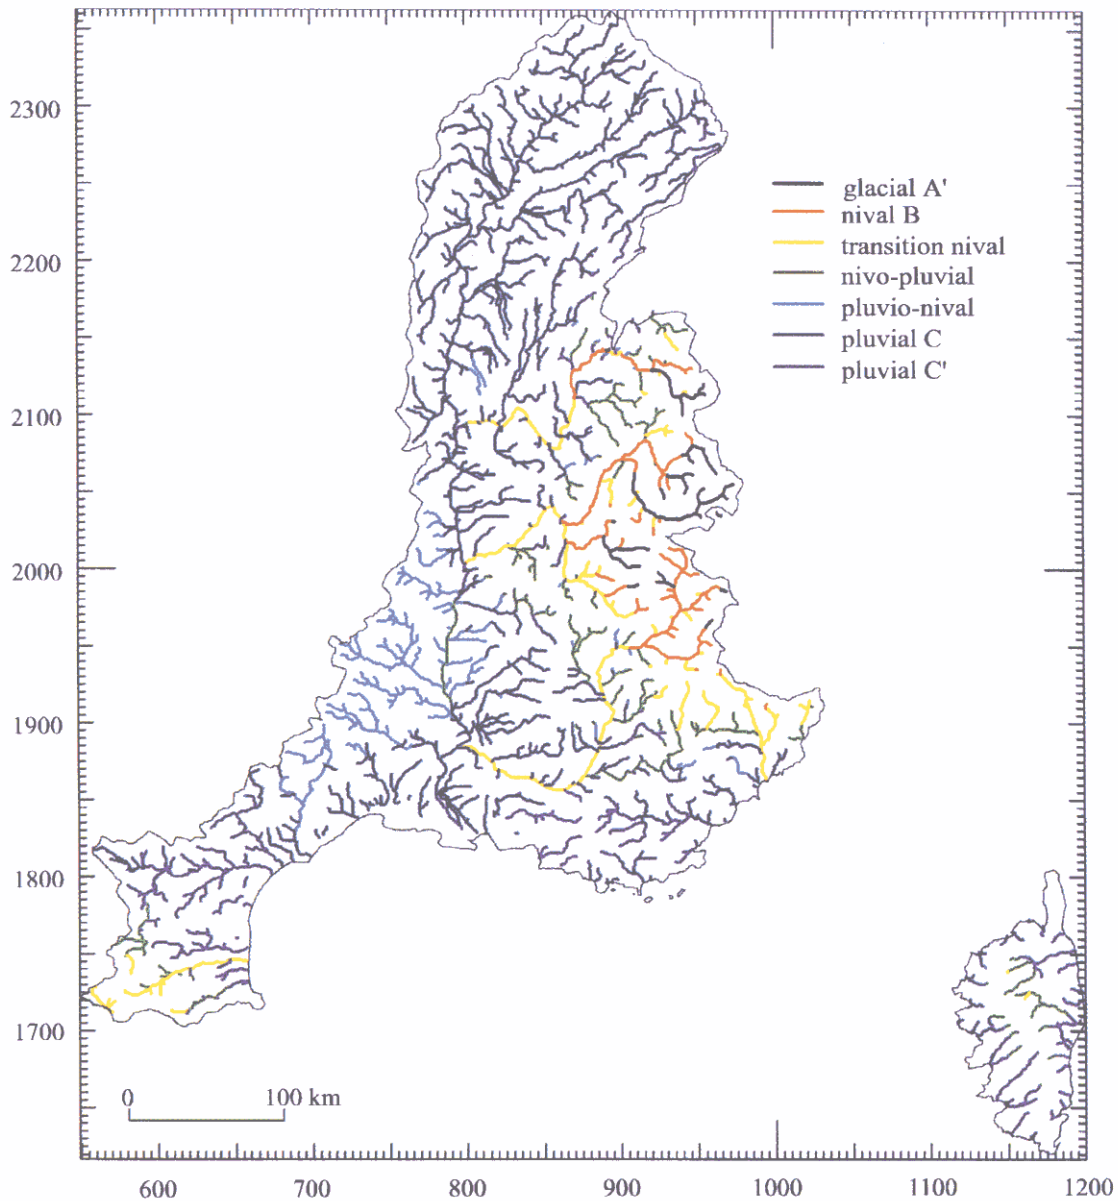 2300
2200
2100
2000
1900
1800
1700
glacial A'
nival B
transition nival
nivo-pluvial
pluvio-nival
pluvial C
pluvial C'
0 100 km
600 700 800 900 1000 1100 1200